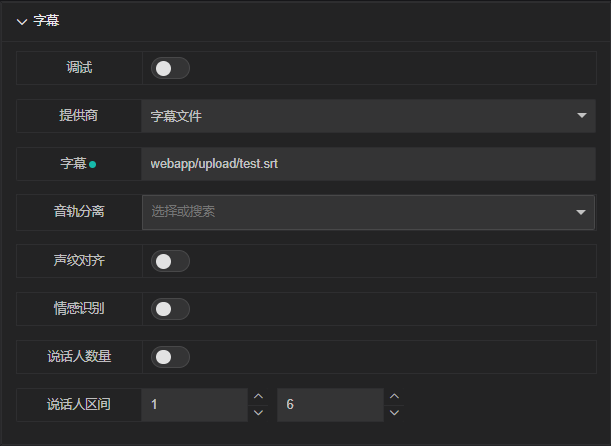 字幕
调试
提供商 字幕文件
字幕 webapp/upload/test.srt
音轨分离 选择或搜索
声纹对齐
情感识别
说话人数量
说话人区间 1 6